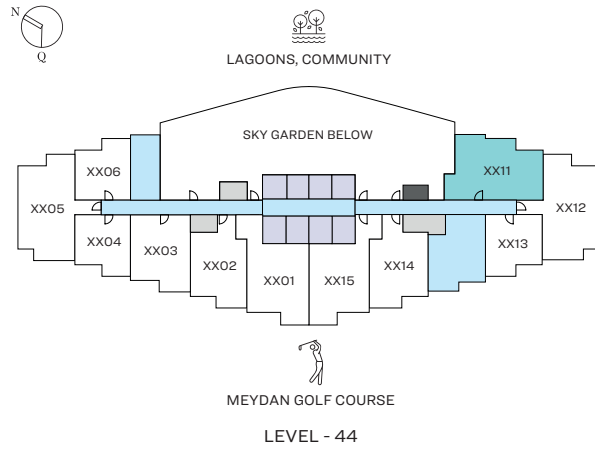 N
Q
LAGOONS, COMMUNITY
SKY GARDEN BELOW
XX06
XX11
XX05
XX12
XX04
XX03
XX13
XX02
XX14
XX01
XX15
MEYDAN GOLF COURSE
LEVEL - 44